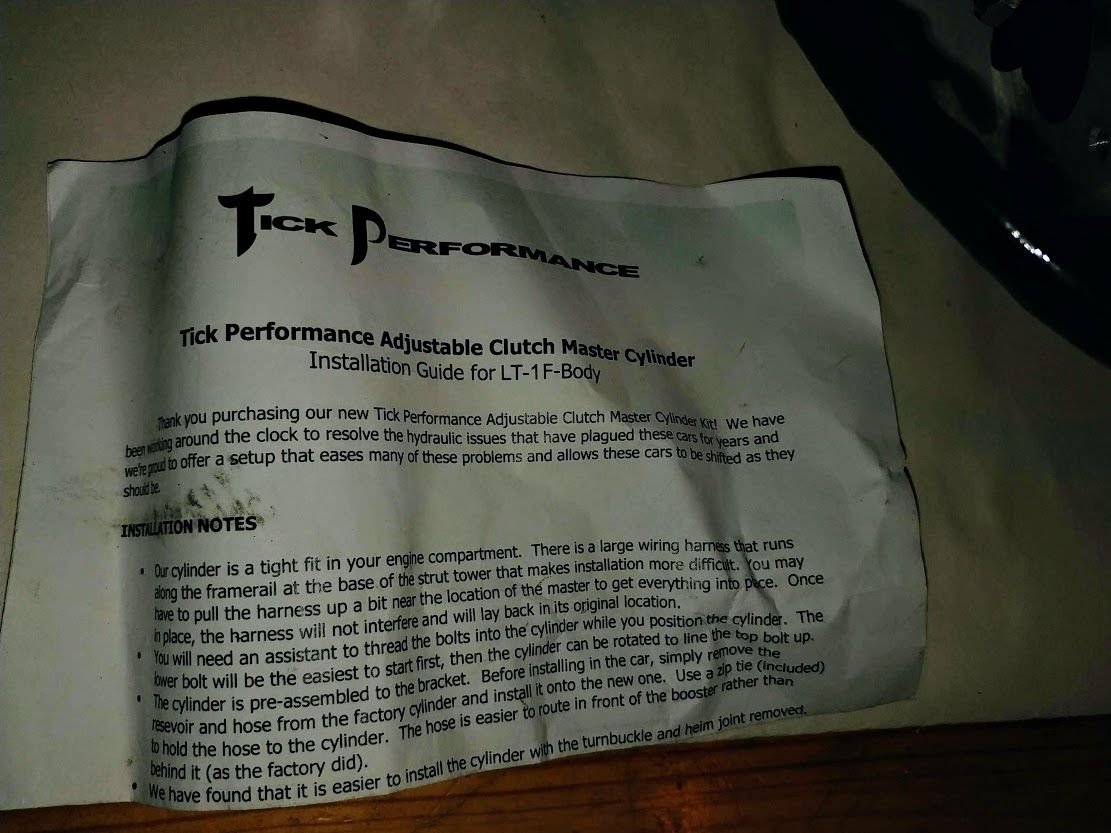 TICK PERFORMANCE
Tick Performance Adjustable Clutch Master Cylinder
Installation Guide for LT-1 F-Body
Thank you purchasing our new Tick Performance Adjustable Clutch Master Cylinder Kit! We have
been working around the clock to resolve the hydraulic issues that have plagued these cars for years and
we're proud to offer a setup that eases many of these problems and allows these cars to be shifted as they
should be.
INSTALLATION NOTES
• Our cylinder is a tight fit in your engine compartment. There is a large wiring harness that runs
along the framerail at the base of the strut tower that makes installation more difficult. You may
have to pull the harness up a bit near the location of the master to get everything into place. Once
in place, the harness will not interfere and will lay back in its original location.
• You will need an assistant to thread the bolts into the cylinder while you position the cylinder. The
lower bolt will be the easiest to start first, then the cylinder can be rotated to line the top bolt up.
• The cylinder is pre-assembled to the bracket. Before installing in the car, simply remove the
resevoir and hose from the factory cylinder and install it onto the new one. Use a zip tie (included)
to hold the hose to the cylinder. The hose is easier to route in front of the booster rather than
behind it (as the factory did).
• We have found that it is easier to install the cylinder with the turnbuckle and heim joint removed.